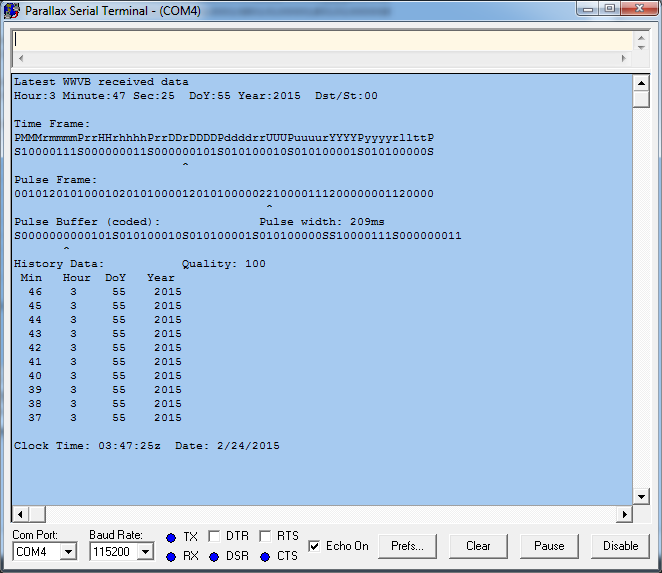 Parallax Serial Terminal - (COM4)
Latest WWVB received data
Hour:3 Minute:47 Sec:25  DoY:55 Year:2015  Dst/St:00
Time Frame:
PMMMrmmmmPrrHHrhhhhPrrDDrDDDDPddddrrUUUPuuuurYYYYPyyyyrllttP
S10000111S000000011S000000101S010100010S010100001S010100000S
^
Pulse Frame:
001012010100010201010000120101000002210000111200000001120000
^
Pulse Buffer (coded):               Pulse width: 209ms
S0000000000101S010100010S010100001S010100000SS10000111S000000011
^
History Data:           Quality: 100
Min   Hour  DoY   Year
46    3     55    2015
45    3     55    2015
44    3     55    2015
43    3     55    2015
42    3     55    2015
41    3     55    2015
40    3     55    2015
39    3     55    2015
38    3     55    2015
37    3     55    2015
Clock Time: 03:47:25z  Date: 2/24/2015
Com Port: Baud Rate: TX DTR RTS
COM4 115200 RX DSR CTS Echo On Prefs... Clear Pause Disable